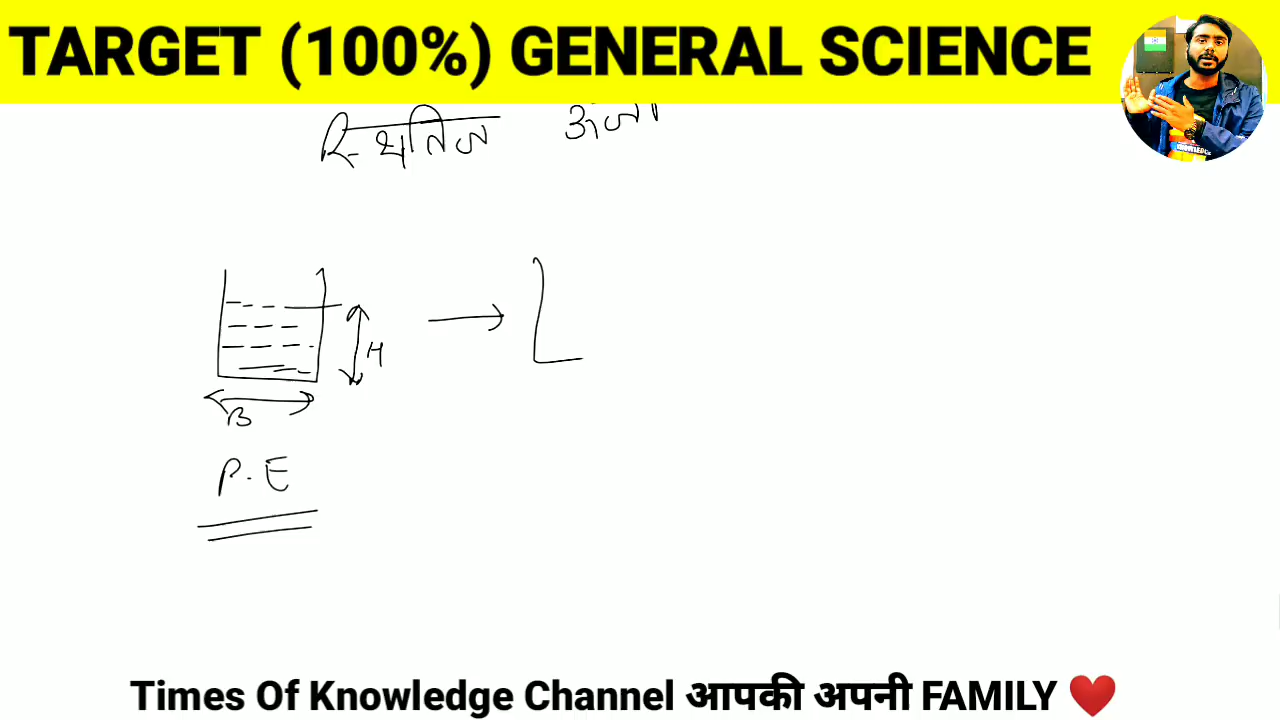 TARGET (100%) GENERAL SCIENCE
स्थितिज ऊर्जा
H
B
P.E
Times Of Knowledge Channel आपकी अपनी FAMILY ❤️